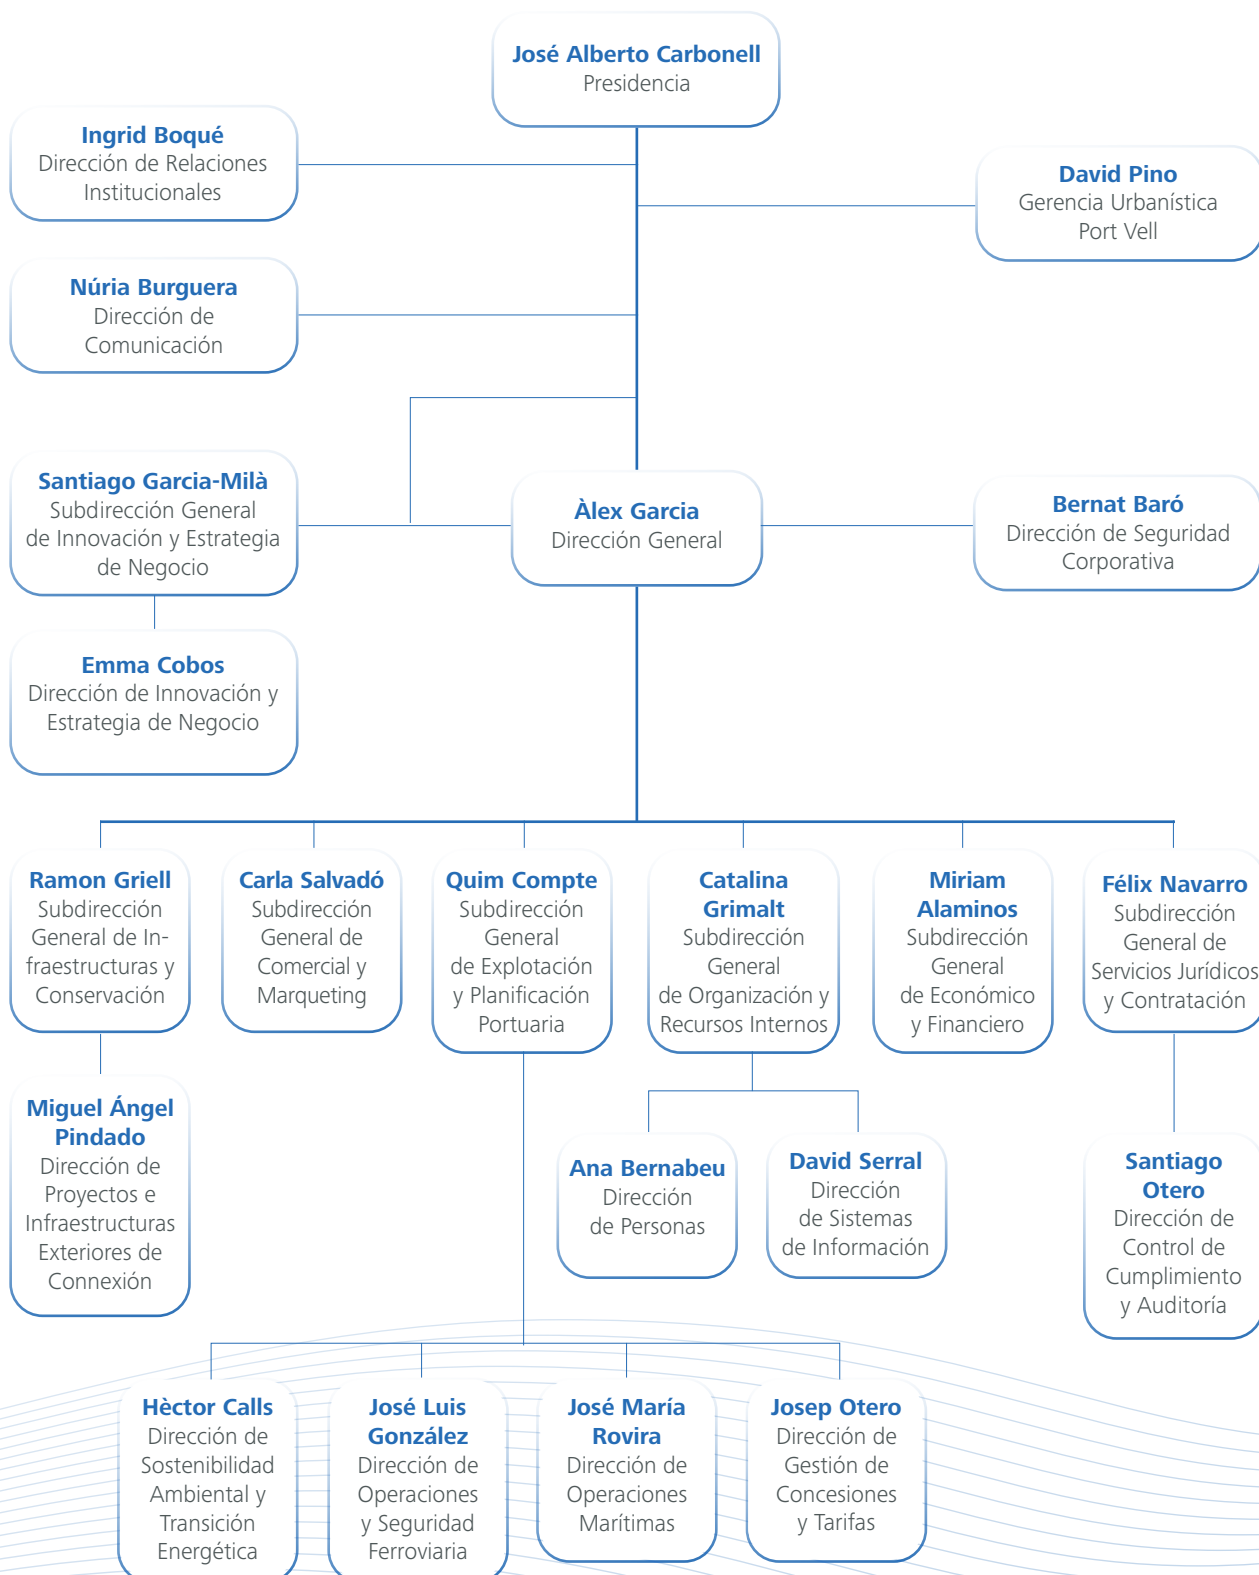 José Alberto Carbonell
Presidencia
Ingrid Boqué
Dirección de Relaciones
Institucionales
David Pino
Gerencia Urbanística
Port Vell
Núria Burguera
Dirección de
Comunicación
Santiago Garcia-Milà
Subdirección General
de Innovación y Estrategia
de Negocio
Àlex Garcia
Dirección General
Bernat Baró
Dirección de Seguridad
Corporativa
Emma Cobos
Dirección de Innovación y
Estrategia de Negocio
Ramon Griell
Subdirección
General de In-
fraestructuras y
Conservación
Carla Salvadó
Subdirección
General de
Comercial y
Marqueting
Quim Compte
Subdirección
General
de Explotación
y Planificación
Portuaria
Catalina
Grimalt
Subdirección
General
de Organización y
Recursos Internos
Miriam
Alaminos
Subdirección
General
de Económico
y Financiero
Félix Navarro
Subdirección
General de
Servicios Jurídicos
y Contratación
Miguel Ángel
Pindado
Dirección de
Proyectos e
Infraestructuras
Exteriores de
Connexión
Ana Bernabeu
Dirección
de Personas
David Serral
Dirección
de Sistemas
de Información
Santiago
Otero
Dirección de
Control de
Cumplimiento
y Auditoría
Hèctor Calls
Dirección de
Sostenibilidad
Ambiental y
Transición
Energética
José Luis
González
Dirección de
Operaciones
y Seguridad
Ferroviaria
José María
Rovira
Dirección de
Operaciones
Marítimas
Josep Otero
Dirección de
Gestión de
Concesiones
y Tarifas